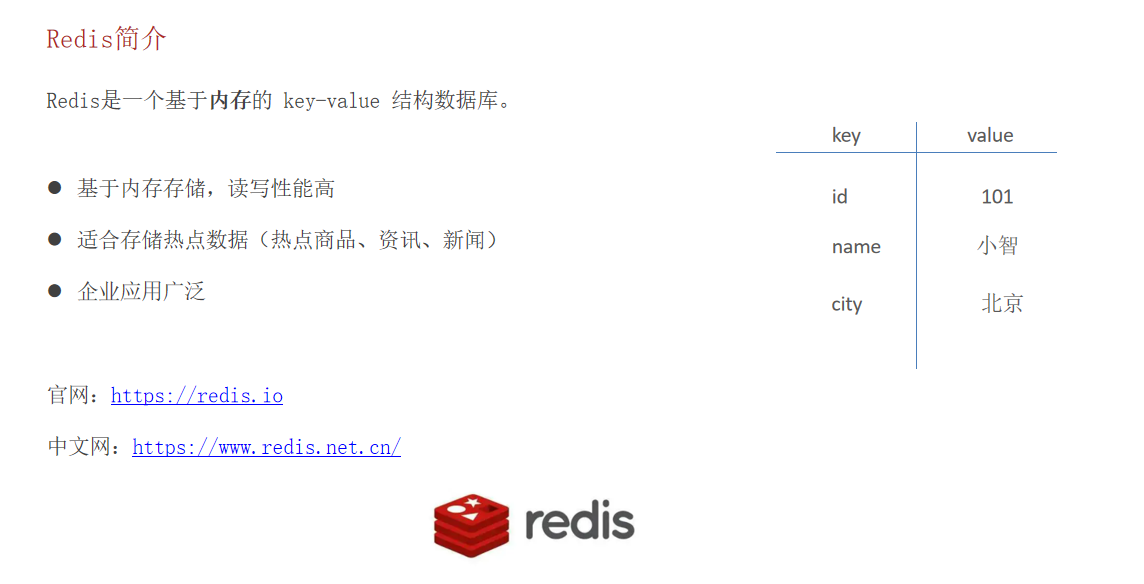 Redis简介
Redis是一个基于内存的 key-value 结构数据库。
● 基于内存存储，读写性能高
● 适合存储热点数据（热点商品、资讯、新闻）
● 企业应用广泛
key value
id 101
name 小智
city 北京
官网：https://redis.io
中文网：https://www.redis.net.cn/
redis